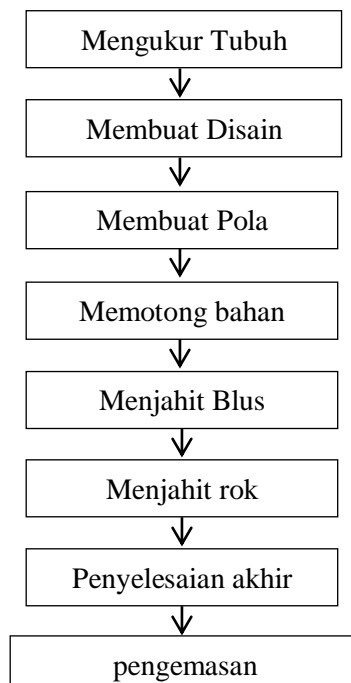 Mengukur Tubuh
Membuat Disain
Membuat Pola
Memotong bahan
Menjahit Blus
Menjahit rok
Penyelesaian akhir
pengemasan